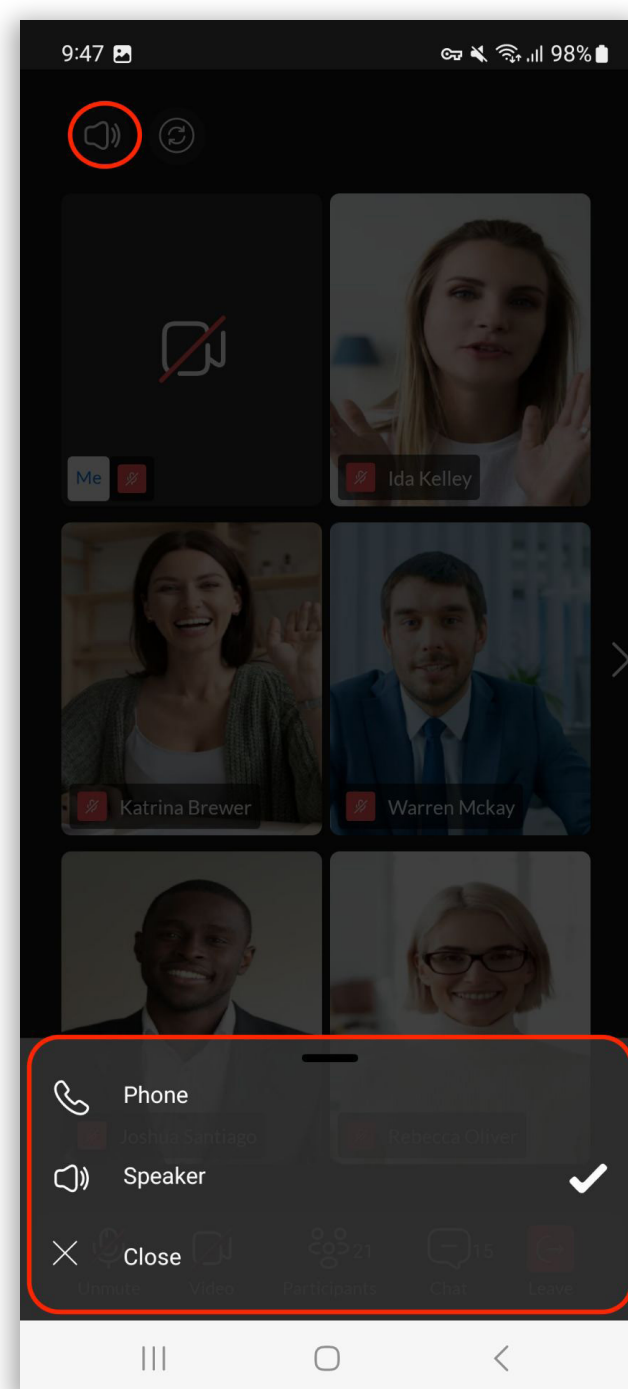 9:47 98%
Me
Ida Kelley
Katrina Brewer
Warren Mckay
Phone
Joshua Santiago Rebecca Oliver
Speaker
21 16
Close
Unmute Video Participants Chat Leave